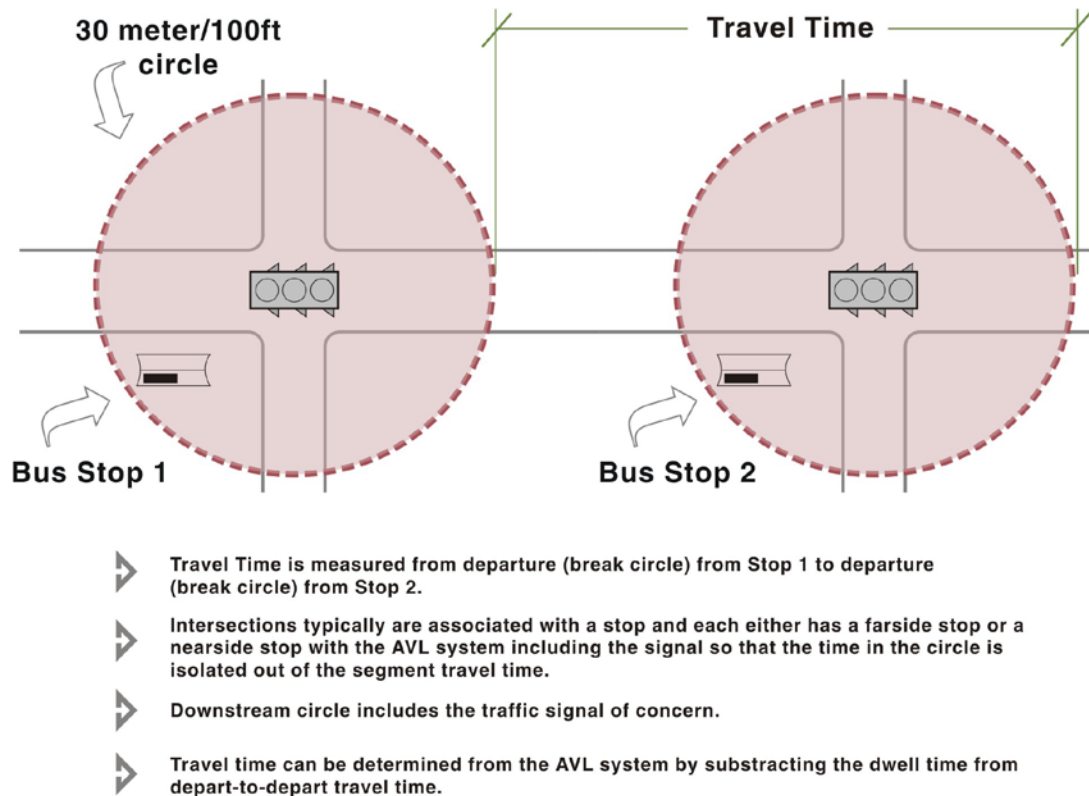 30 meter/100ft
circle
Travel Time
Bus Stop 1
Bus Stop 2
Travel Time is measured from departure (break circle) from Stop 1 to departure
(break circle) from Stop 2.
Intersections typically are associated with a stop and each either has a farside stop or a
nearside stop with the AVL system including the signal so that the time in the circle is
isolated out of the segment travel time.
Downstream circle includes the traffic signal of concern.
Travel time can be determined from the AVL system by substracting the dwell time from
depart-to-depart travel time.